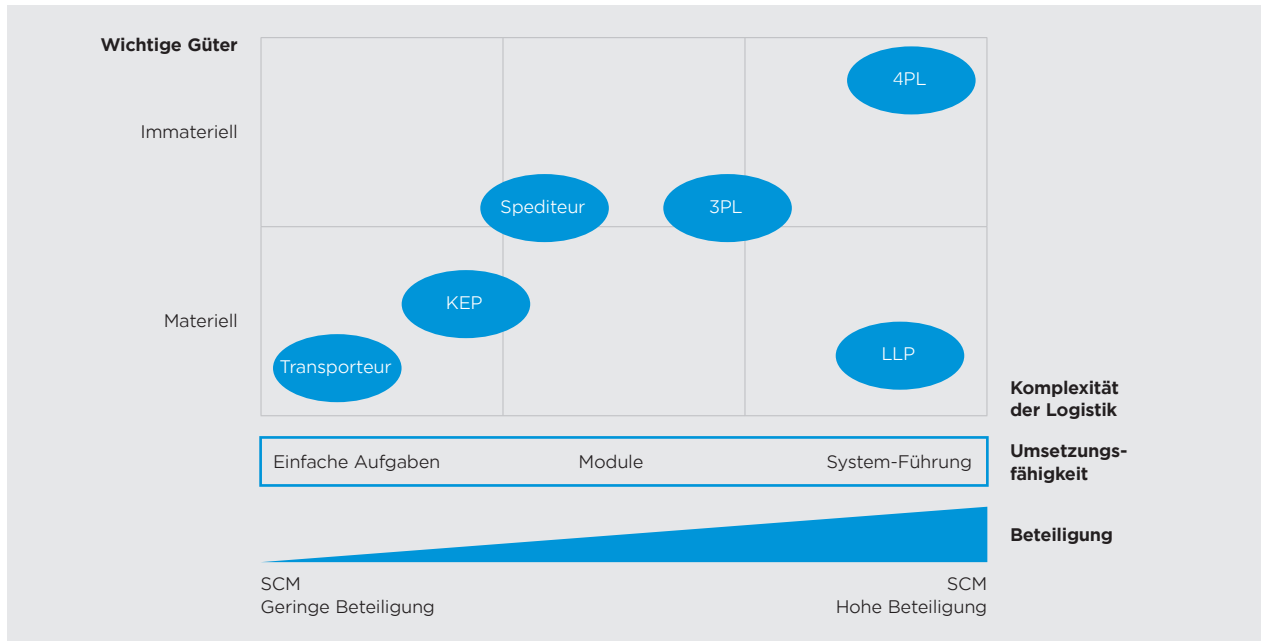 Wichtige Güter
4PL
Immateriell
Spediteur
3PL
KEP
Materiell
LLP
Transporteur
Komplexität
der Logistik
Einfache Aufgaben
Module
System-Führung
Umsetzungs-
fähigkeit
Beteiligung
SCM
Geringe Beteiligung
SCM
Hohe Beteiligung